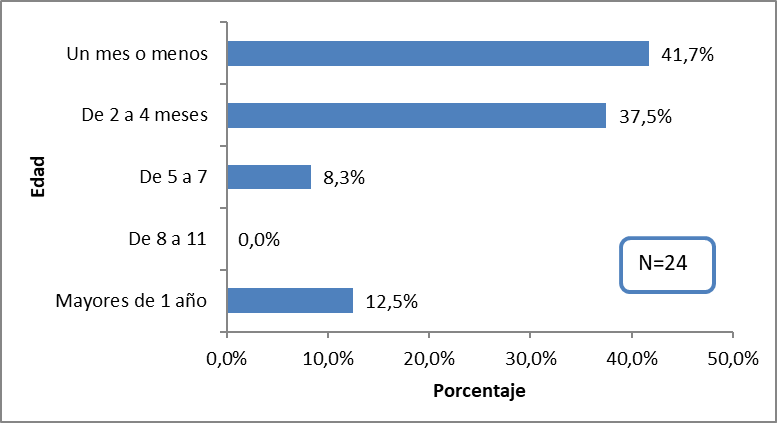 Un mes o menos
41,7%
De 2 a 4 meses
37,5%
De 5 a 7
8,3%
De 8 a 11
0,0%
Mayores de 1 año
12,5%
Edad
N=24
0,0%
10,0%
20,0%
30,0%
40,0%
50,0%
Porcentaje